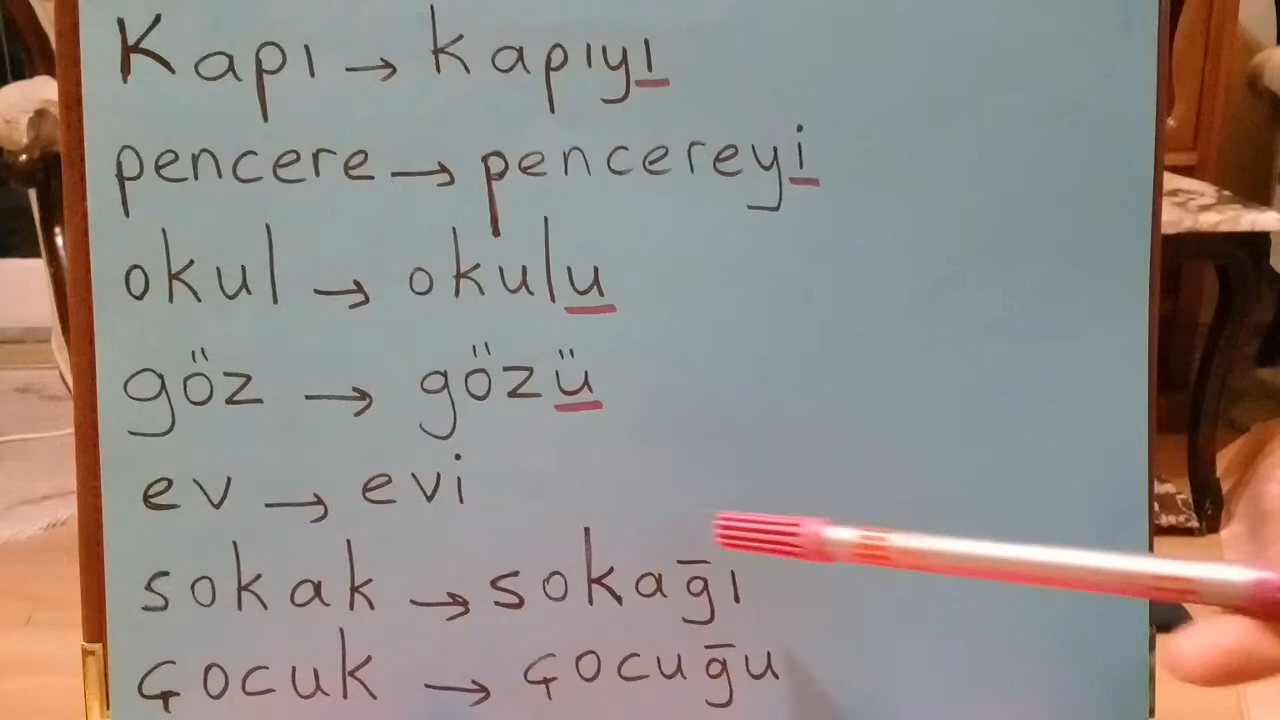 Kapı → kapıyı
pencere → pencereyi
okul → okulu
göz → gözü
ev → evi
sokak → sokağı
çocuk → çocuğu